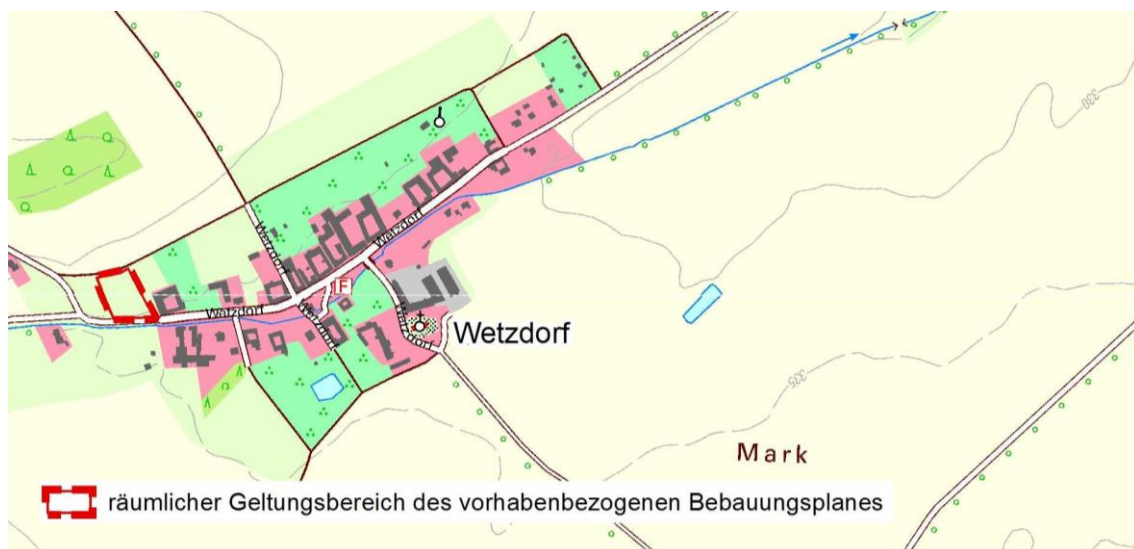 330
Wetzdorf
Wetzdorf
F
Wetzdorf
Wetzdorf
Wetzdorf
Wetzdorf
335
Mark
räumlicher Geltungsbereich des vorhabenbezogenen Bebauungsplanes